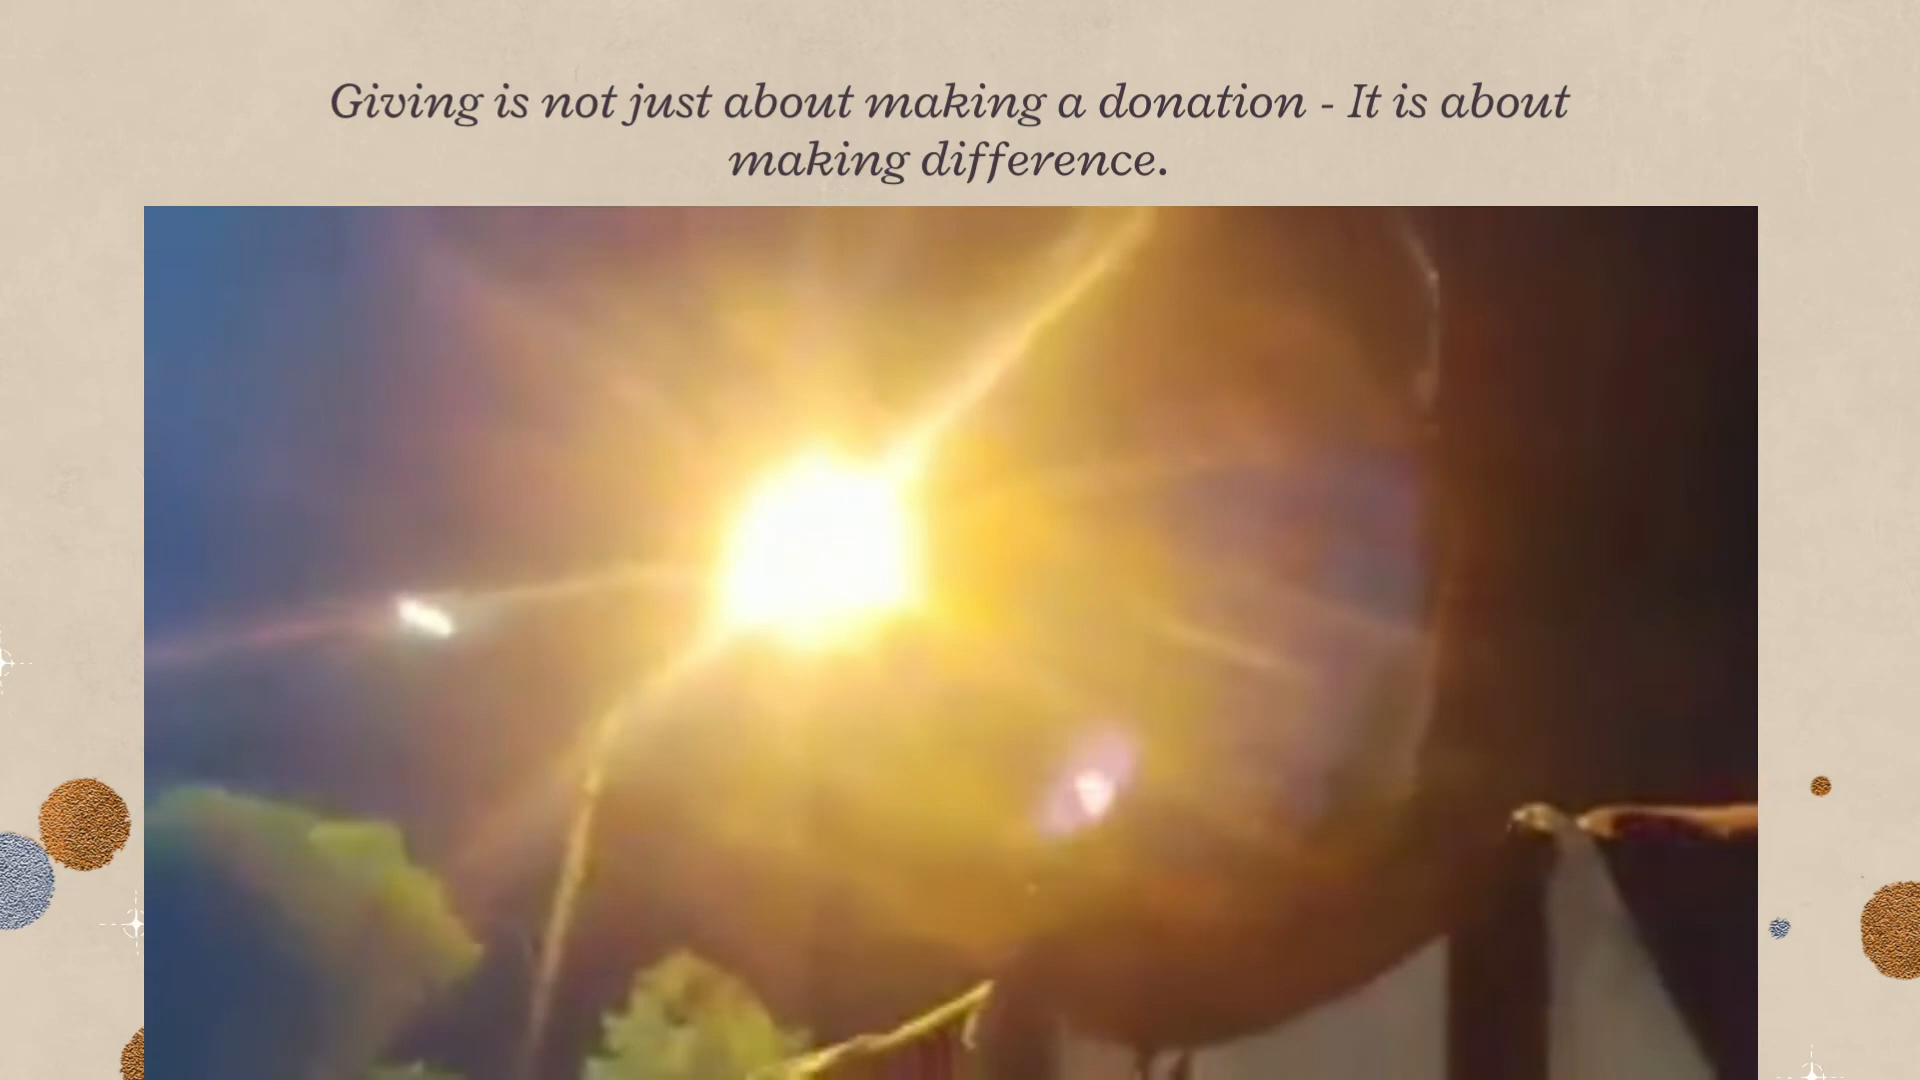 Giving is not just about making a donation - It is about
making difference.